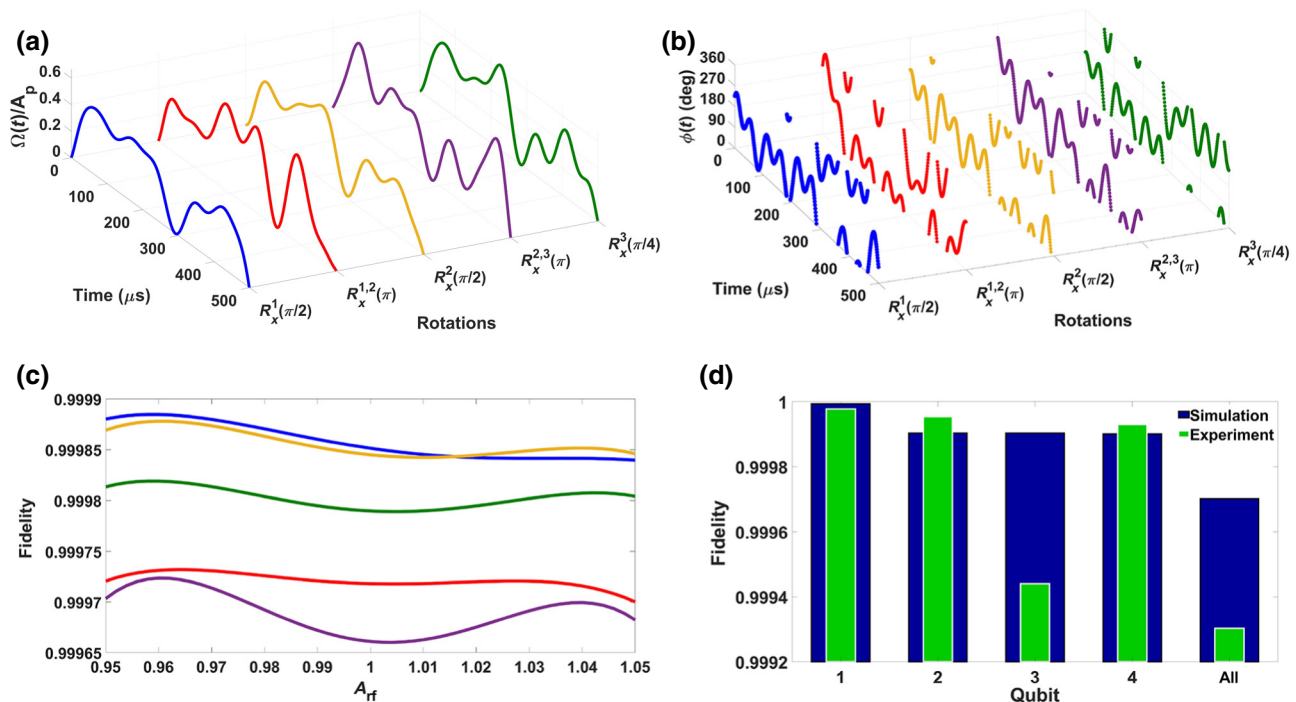 (a)
0.6
0.4
0.2
0
Ω(t)/A_p
0
100
200
300
400
500
Time (μs)
R_x^1(π/2)
R_x^{1,2}(π)
R_x^2(π/2)
R_x^{2,3}(π)
R_x^3(π/4)
Rotations
(b)
360
270
180
90
0
ϕ(t) (deg)
0
100
200
300
400
500
Time (μs)
R_x^1(π/2)
R_x^{1,2}(π)
R_x^2(π/2)
R_x^{2,3}(π)
R_x^3(π/4)
Rotations
(c)
0.9999
0.99985
0.9998
0.99975
0.9997
0.99965
Fidelity
0.95 0.96 0.97 0.98 0.99 1 1.01 1.02 1.03 1.04 1.05
A_rf
(d)
1
0.9998
0.9996
0.9994
0.9992
Fidelity
Simulation
Experiment
1 2 3 4 All
Qubit